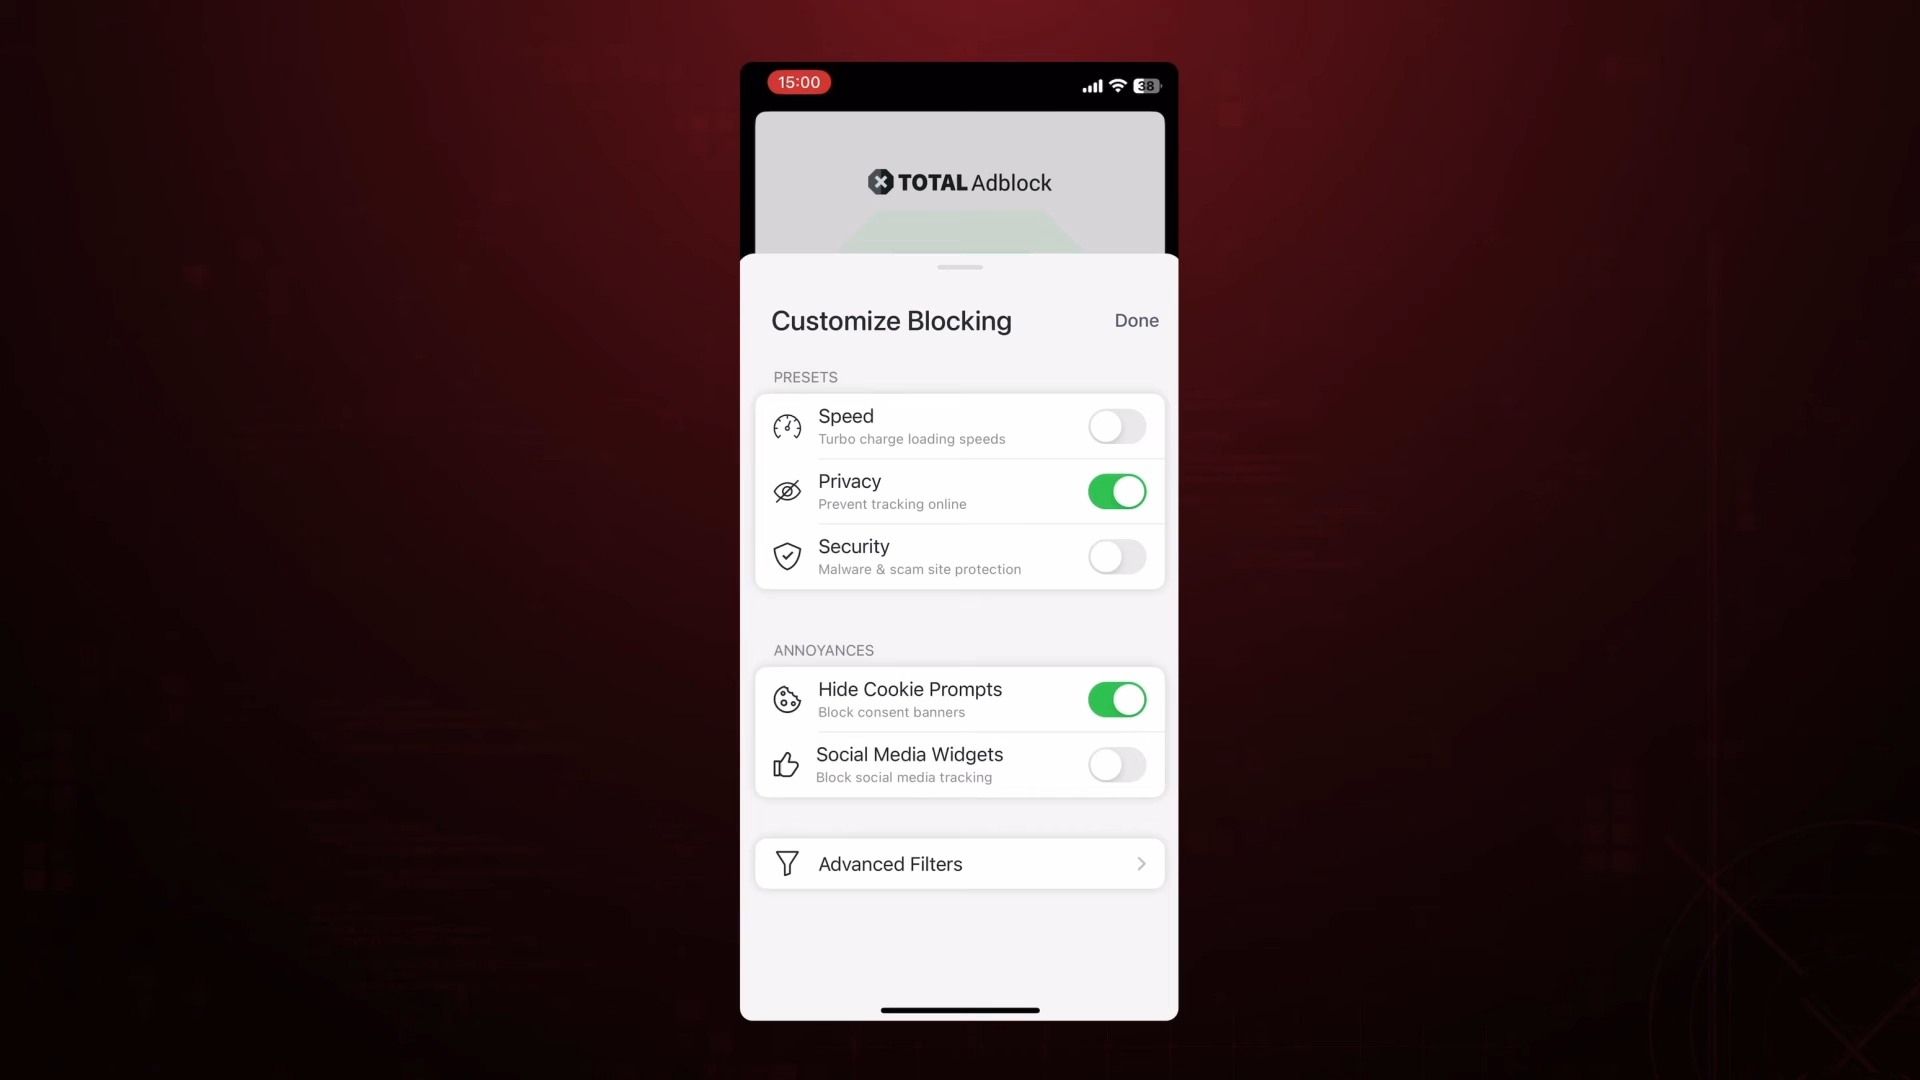 15:00
38
TOTAL Adblock
Customize Blocking
Done
PRESETS
Speed
Turbo charge loading speeds
Privacy
Prevent tracking online
Security
Malware & scam site protection
ANNOYANCES
Hide Cookie Prompts
Block consent banners
Social Media Widgets
Block social media tracking
Advanced Filters